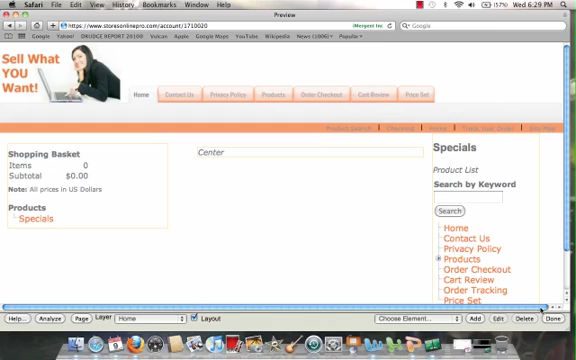 Safari File Edit View History Bookmarks Window Help
Wed 6:29 PM
Preview
https://www.storesonlinepro.com/account/1710020
iMergent Inc
Google
Galaxy Yahoo! DRUDGE REPORT 20100 Vulcan Apple Google Maps YouTube Wikipedia News (1006) Popular
Sell What
YOU
Want!
Home Contact Us Privacy Policy Products Order Checkout Cart Review Price Set
Product Search Checkout Home Track Your Order Site Map
Shopping Basket
Items 0
Subtotal $0.00
Note: All prices in US Dollars
Products
Specials
Center
Specials
Product List
Search by Keyword
Search
Home
Contact Us
Privacy Policy
Products
Order Checkout
Cart Review
Order Tracking
Price Set
Help... Analyze Page Layer Home Layout Choose Element... Add Edit Delete Done